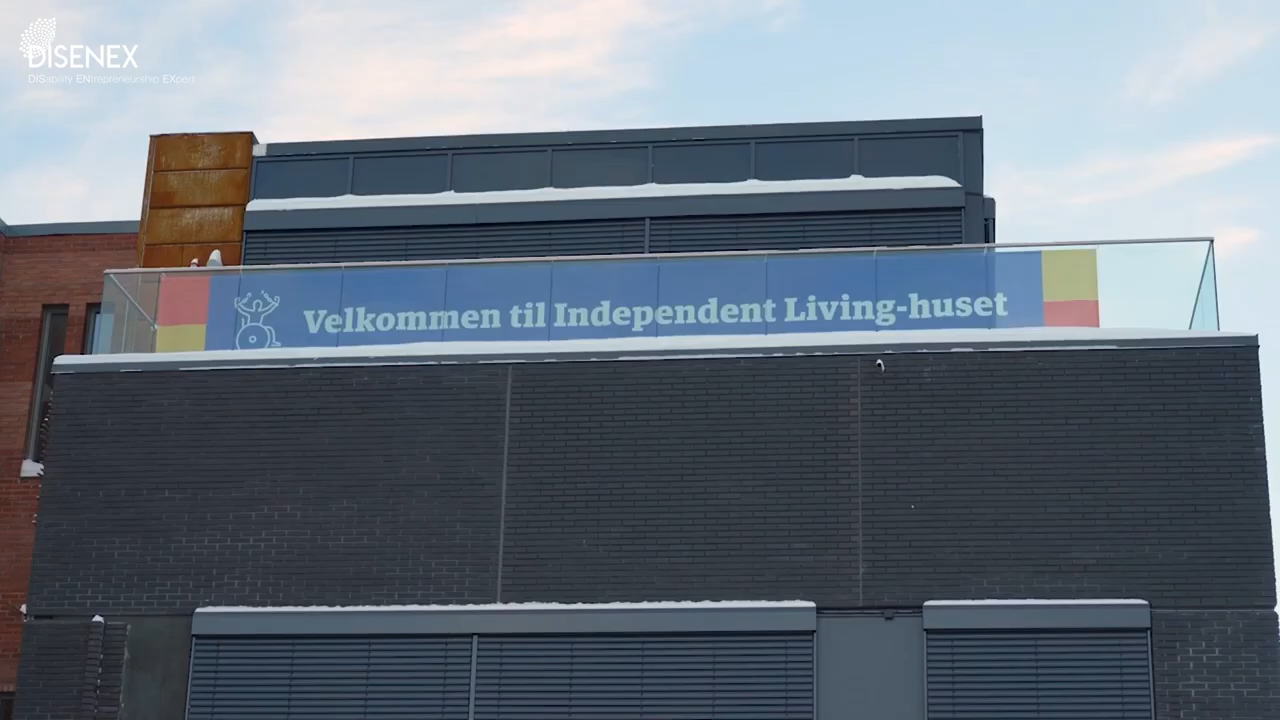 DISENEX
DISability ENtrepreneurship EXpert
Velkommen til Independent Living-huset